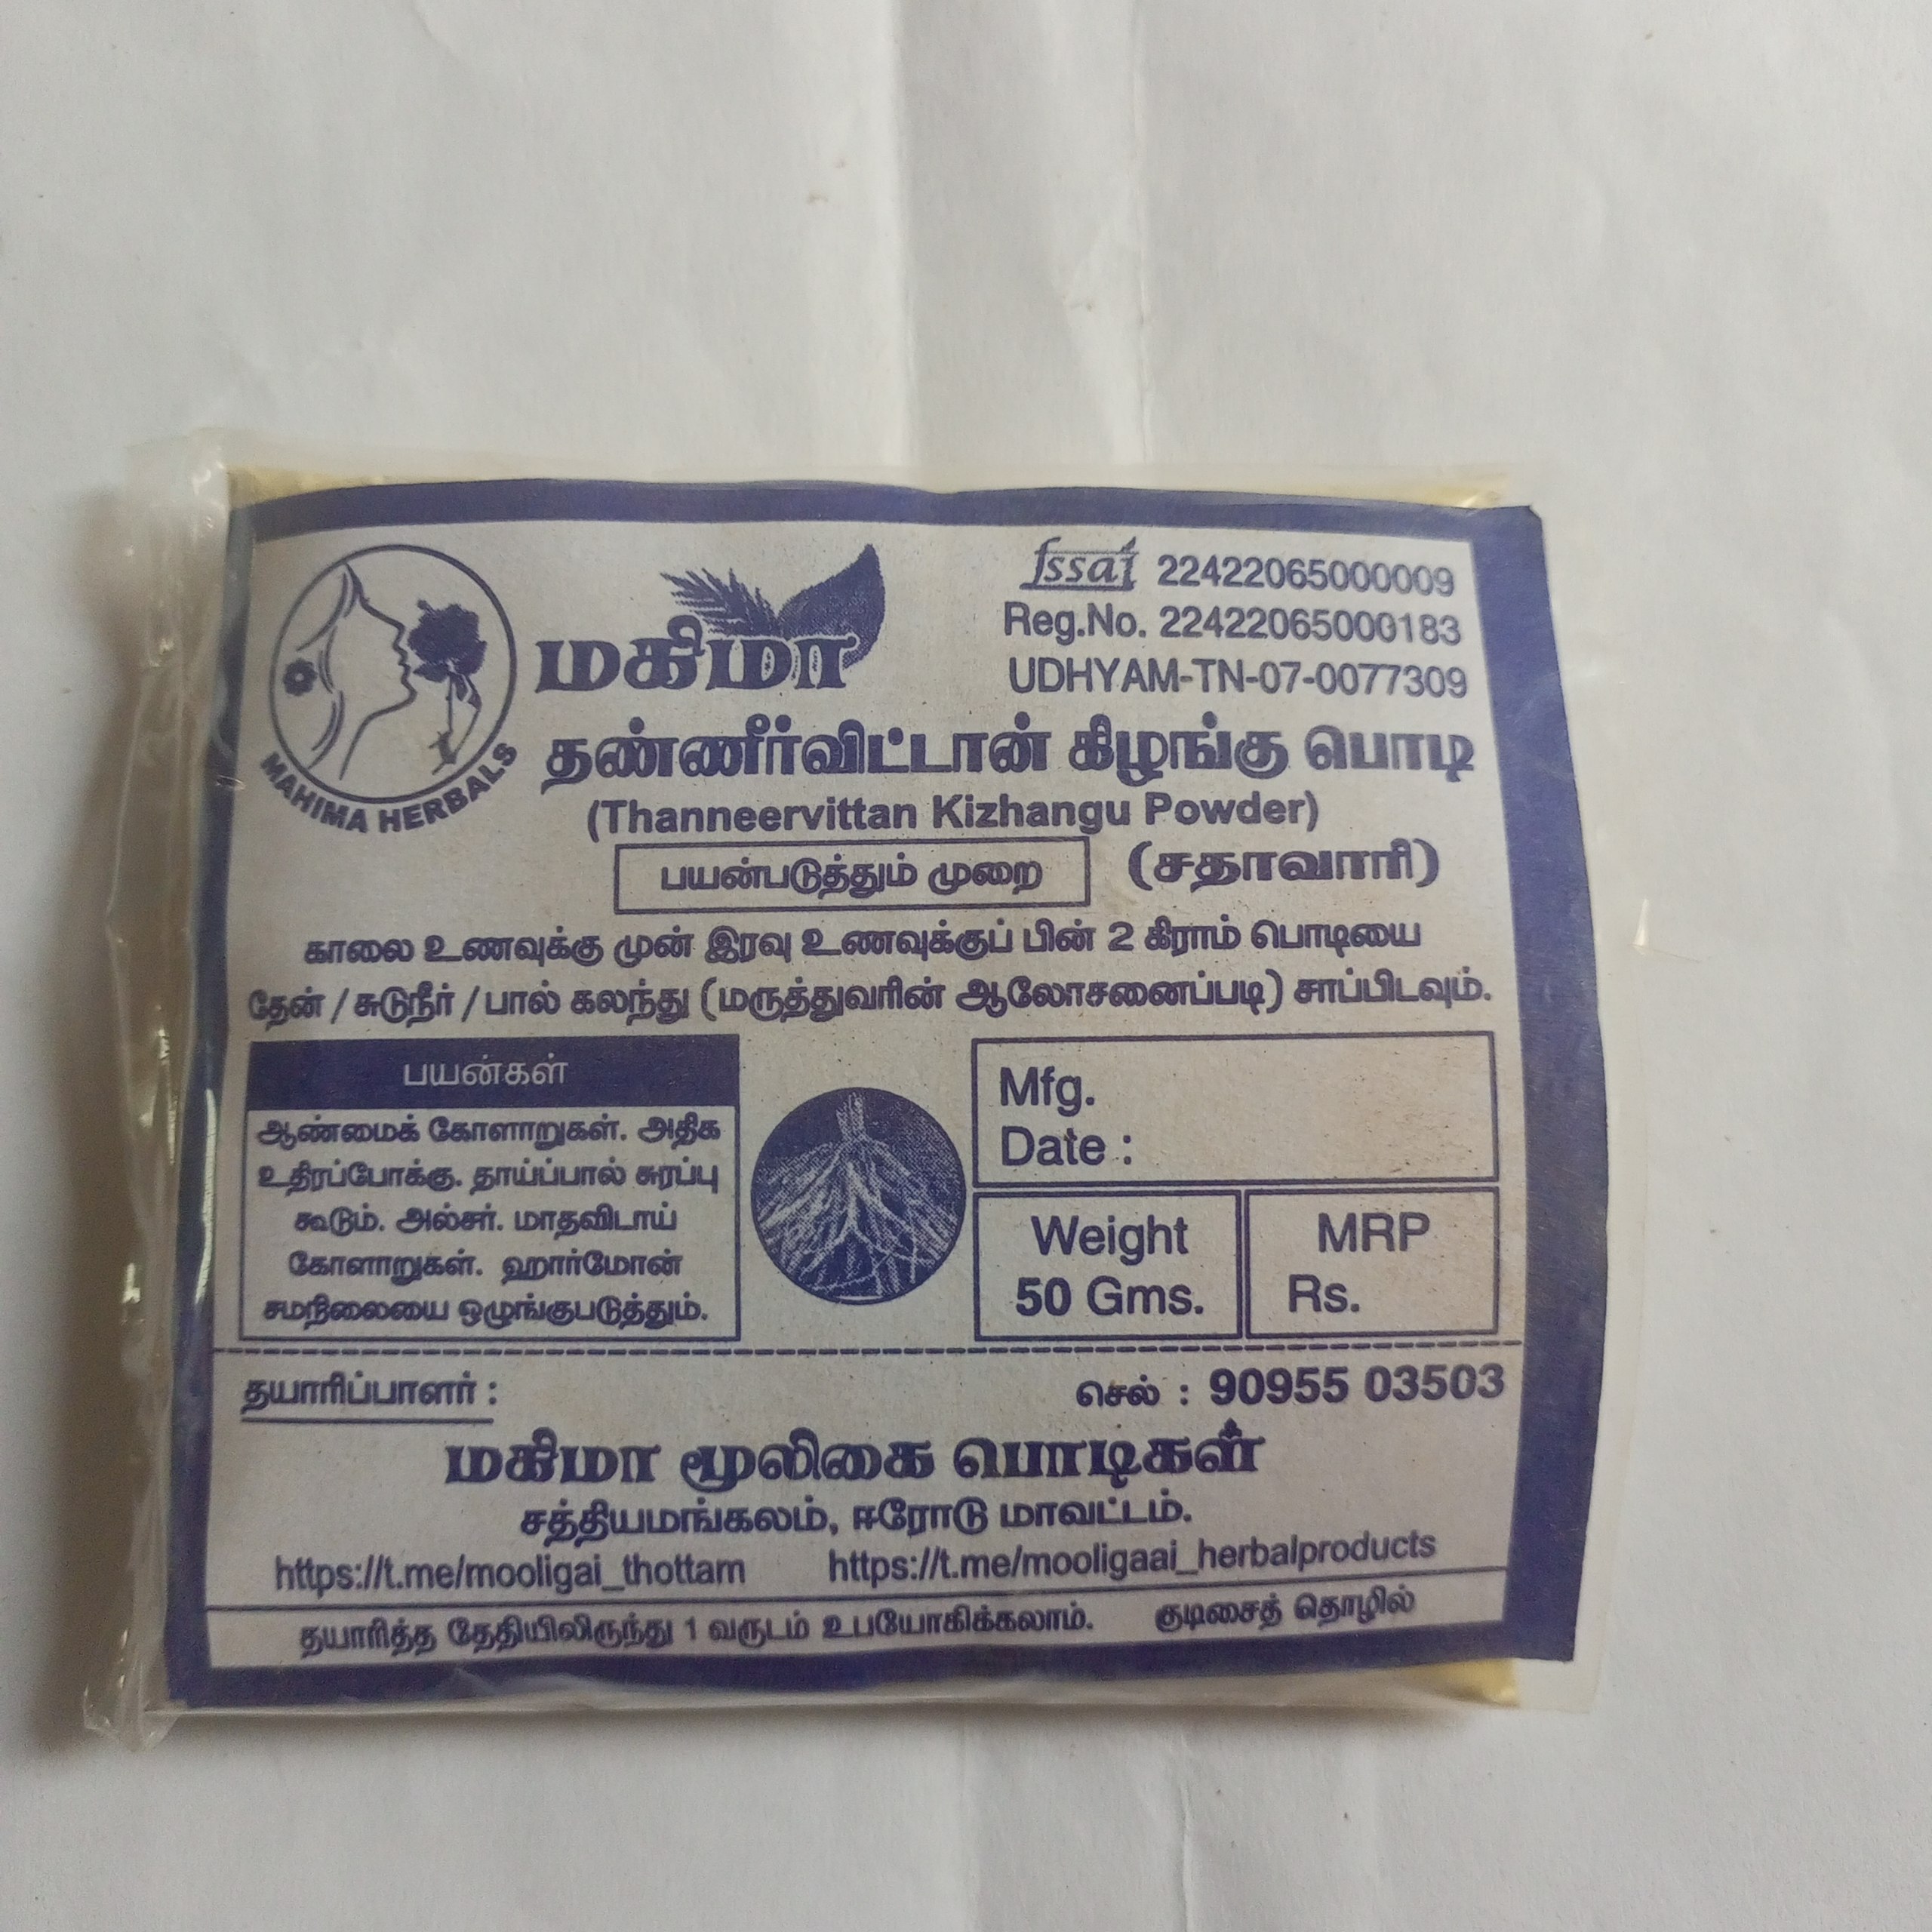 MAHIMA HERBALS
மகிமா
fssai 22422065000009
Reg.No. 22422065000183
UDHYAM-TN-07-0077309
தண்ணீர்விட்டான் கிழங்கு பொடி
(Thanneervittan Kizhangu Powder)
பயன்படுத்தும் முறை
(சதாவாரி)
காலை உணவுக்கு முன் இரவு உணவுக்குப் பின் 2 கிராம் பொடியை
தேன் / சுடுநீர் / பால் கலந்து (மருத்துவரின் ஆலோசனைப்படி) சாப்பிடவும்.
பயன்கள்
ஆண்மைக் கோளாறுகள். அதிக
உதிரப்போக்கு. தாய்ப்பால் சுரப்பு
கூடும். அல்சர். மாதவிடாய்
கோளாறுகள். ஹார்மோன்
சமநிலையை ஒழுங்குபடுத்தும்.
Mfg.
Date :
Weight
50 Gms.
MRP
Rs.
தயாரிப்பாளர் :
செல் : 90955 03503
மகிமா மூலிகை பொடிகள்
சத்தியமங்கலம், ஈரோடு மாவட்டம்.
https://t.me/mooligai_thottam https://t.me/mooligaai_herbalproducts
தயாரித்த தேதியிலிருந்து 1 வருடம் உபயோகிக்கலாம். குடிசைத் தொழில்